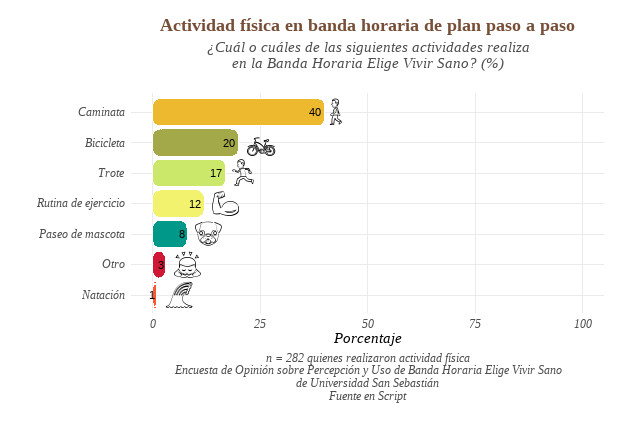 Actividad física en banda horaria de plan paso a paso
¿Cuál o cuáles de las siguientes actividades realiza
en la Banda Horaria Elige Vivir Sano? (%)
Caminata
40
Bicicleta
20
Trote
17
Rutina de ejercicio
12
Paseo de mascota
8
Otro
3
Natación
1
0 25 50 75 100
Porcentaje
n = 282 quienes realizaron actividad física
Encuesta de Opinión sobre Percepción y Uso de Banda Horaria Elige Vivir Sano
de Universidad San Sebastián
Fuente en Script